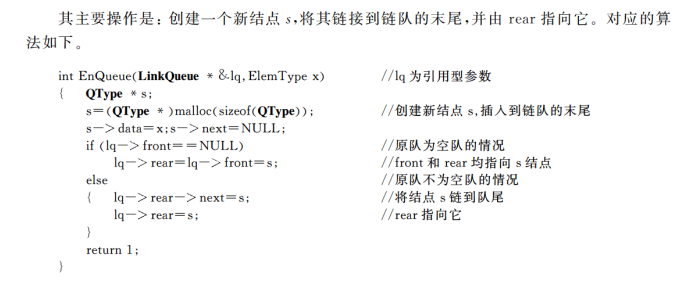 其主要操作是：创建一个新结点 s,将其链接到链队的末尾,并由 rear 指向它。对应的算
法如下。
int EnQueue(LinkQueue * &lq,ElemType x) //lq 为引用型参数
{ QType * s;
s=(QType * )malloc(sizeof(QType)); //创建新结点 s,插入到链队的末尾
s—>data=x;s—>next=NULL;
if (lq—>front==NULL) //原队为空队的情况
lq—>rear=lq—>front=s; //front 和 rear 均指向 s 结点
else //原队不为空队的情况
{ lq—>rear—>next=s; //将结点 s 链到队尾
lq—>rear=s; //rear 指向它
}
return 1;
}